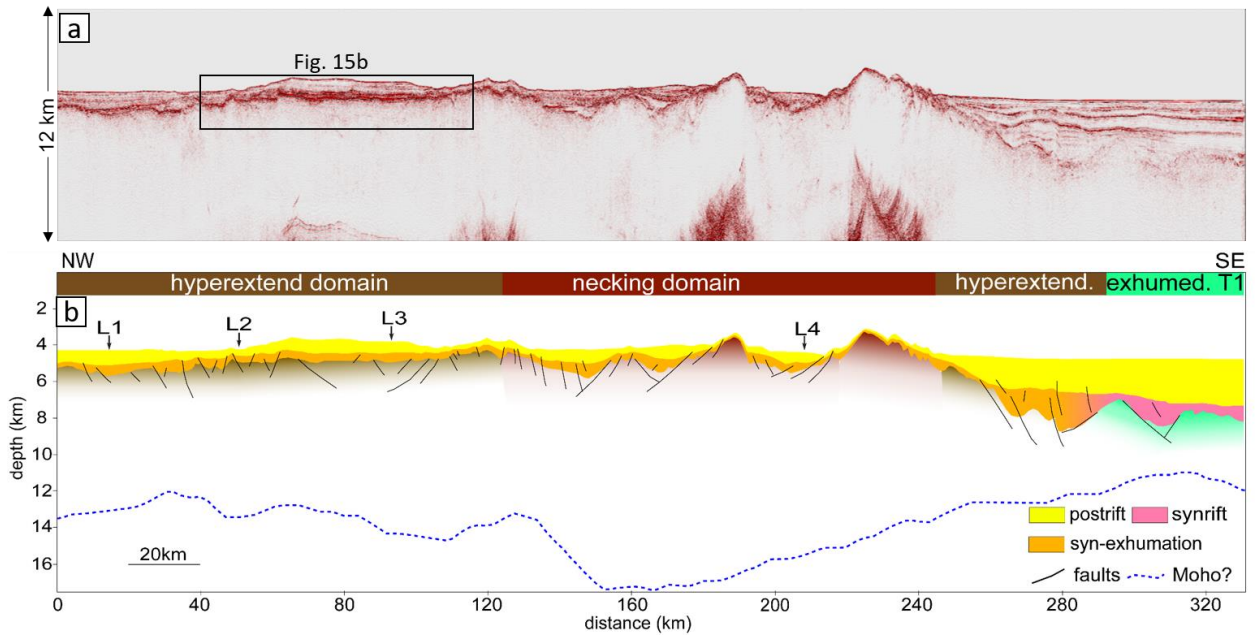 a
Fig. 15b
12 km
NW
SE
hyperextend domain
necking domain
hyperextend.
exhumed. T1
b
L1
L2
L3
L4
2
4
6
8
10
12
14
16
depth (km)
postrift
synrift
syn-exhumation
faults
Moho?
20km
0
40
80
120
160
200
240
280
320
distance (km)